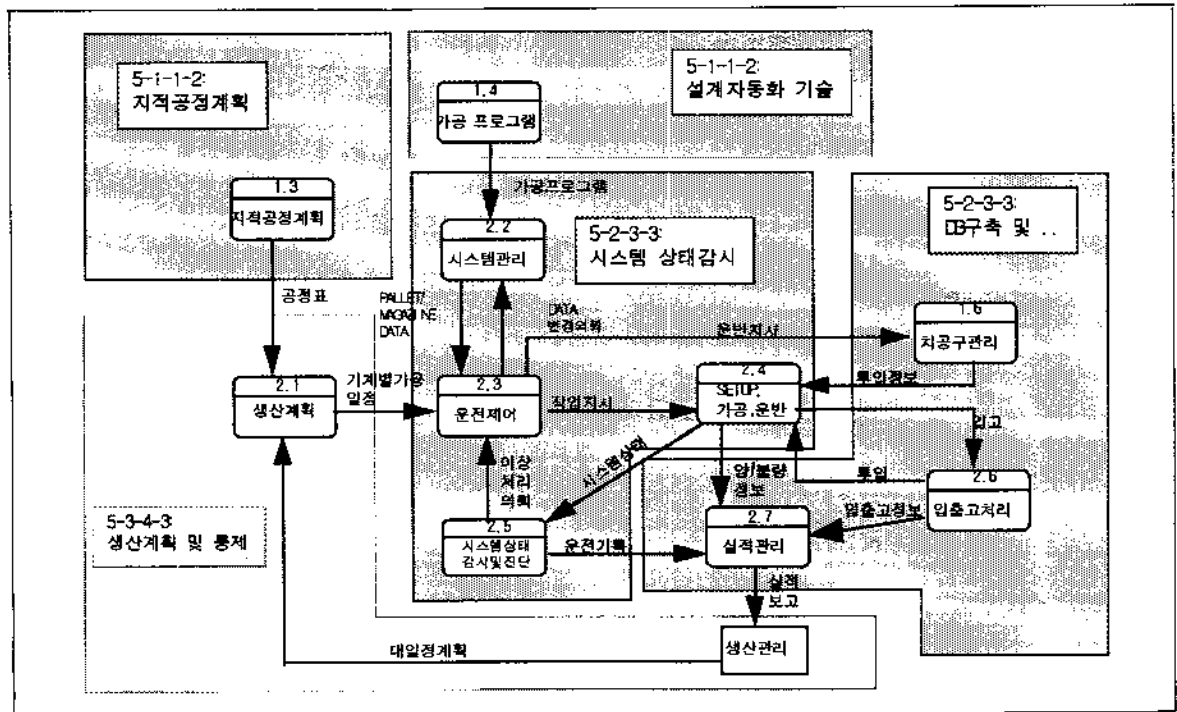 5-1-1-2:
지적공정계획
1.4
가공 프로그램
5-1-1-2:
설계자동화 기술
1.3
지적공정계획
가공프로그램
2.2
시스템관리
5-2-3-3:
시스템 상태감시
5-2-3-3:
DB구축 및 ..
공정표
PALLET/
MAGAZINE
DATA
DATA
변경의뢰
운반지시
1.6
치공구관리
2.1
생산계획
기계별가공
일정
2.3
운전제어
작업지시
2.4
SETUP,
가공,운반
투입정보
입고
이상
처리
의뢰
시스템상태
양/불량
정보
투입
2.6
입출고처리
5-3-4-3:
생산계획 및 통제
2.5
시스템상태
감시및진단
운전기록
2.7
실적관리
입출고정보
실적
보고
대일정계획
생산관리